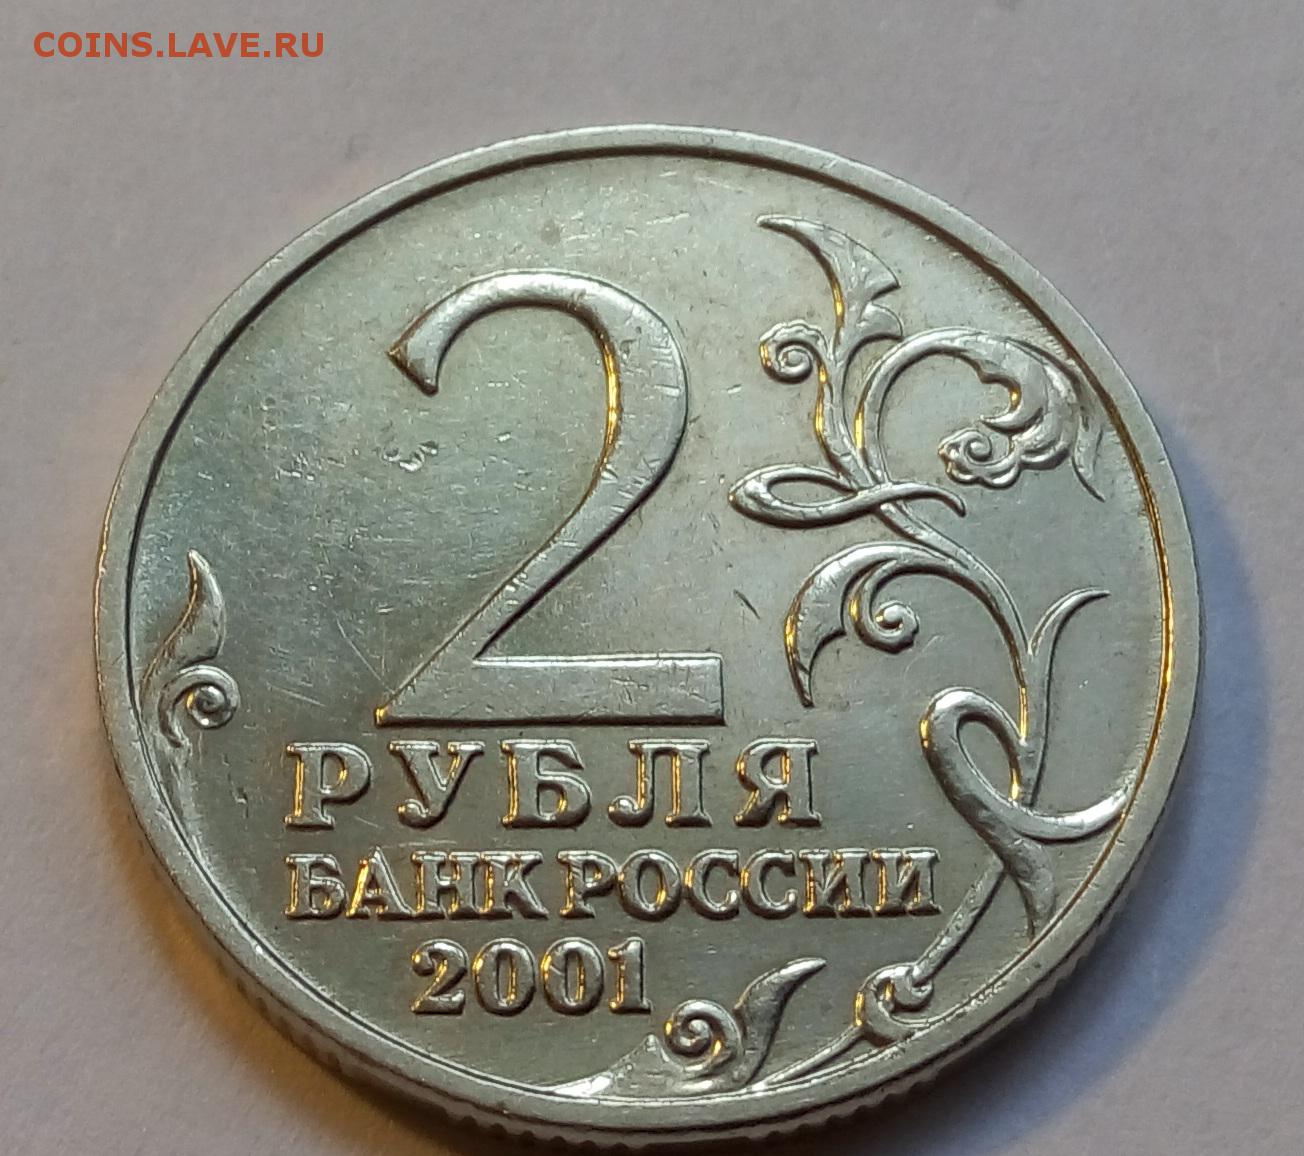 COINS.LAVE.RU
2
РУБЛЯ
БАНК РОССИИ
2001